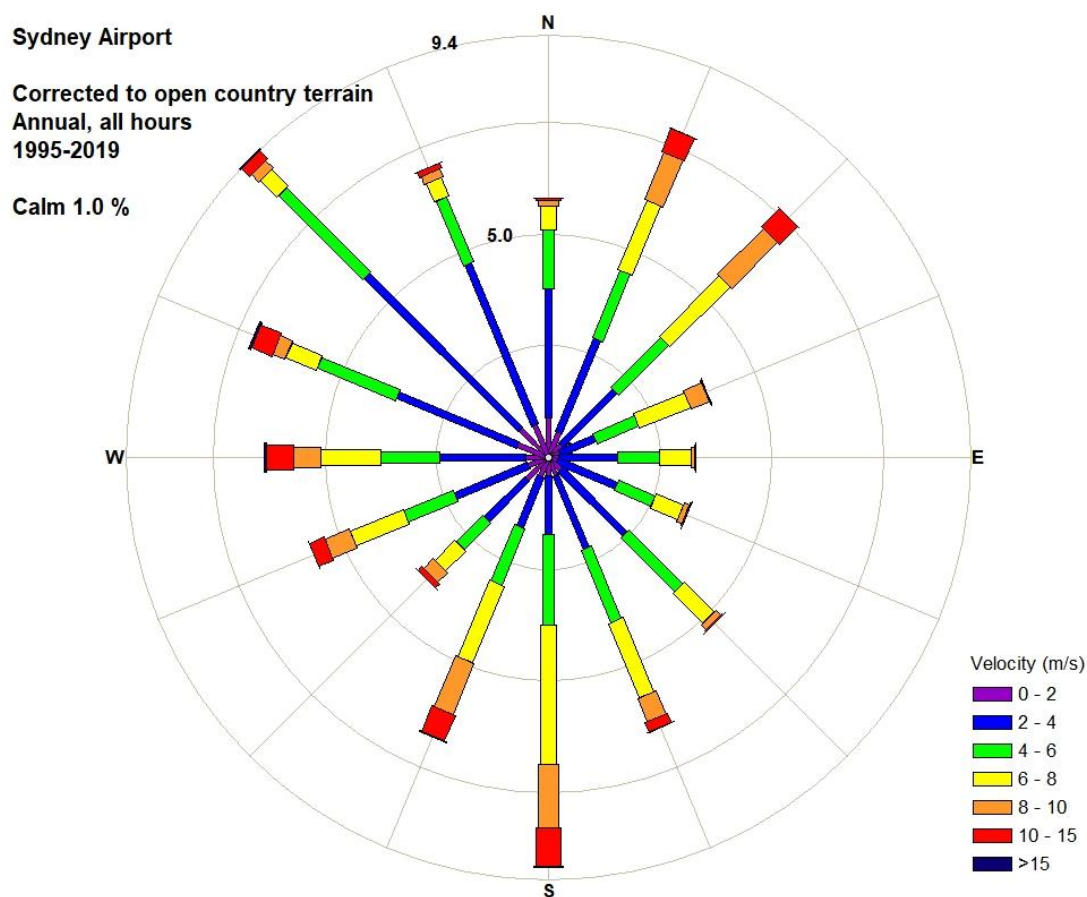 N
Sydney Airport
9.4
Corrected to open country terrain
Annual, all hours
1995-2019
Calm 1.0 %
5.0
W
E
Velocity (m/s)
0 - 2
2 - 4
4 - 6
6 - 8
8 - 10
10 - 15
>15
S